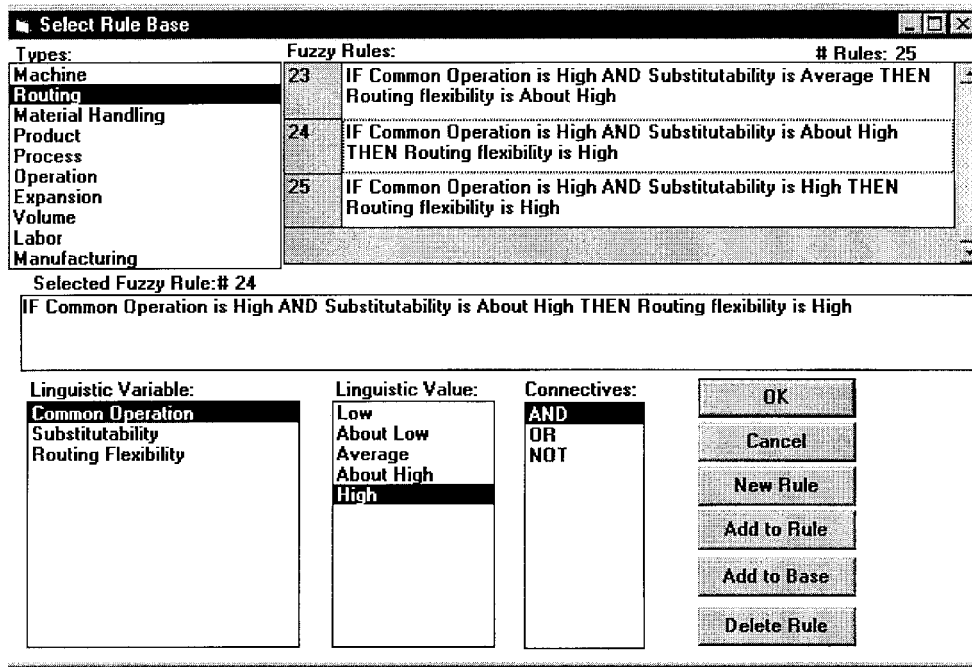 Select Rule Base
Types:
Fuzzy Rules:
# Rules: 25
Machine
Routing
Material Handling
Product
Process
Operation
Expansion
Volume
Labor
Manufacturing
23
IF Common Operation is High AND Substitutability is Average THEN
Routing flexibility is About High
24
IF Common Operation is High AND Substitutability is About High
THEN Routing flexibility is High
25
IF Common Operation is High AND Substitutability is High THEN
Routing flexibility is High
Selected Fuzzy Rule:# 24
IF Common Operation is High AND Substitutability is About High THEN Routing flexibility is High
Linguistic Variable:
Common Operation
Substitutability
Routing Flexibility
Linguistic Value:
Low
About Low
Average
About High
High
Connectives:
AND
OR
NOT
OK
Cancel
New Rule
Add to Rule
Add to Base
Delete Rule